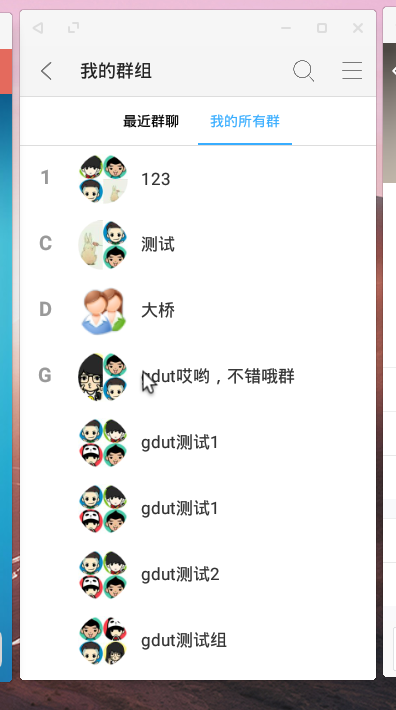 我的群组
最近群聊 我的所有群
1 123
C 测试
D 大桥
G gdut哎哟，不错哦群
gdut测试1
gdut测试1
gdut测试2
gdut测试组